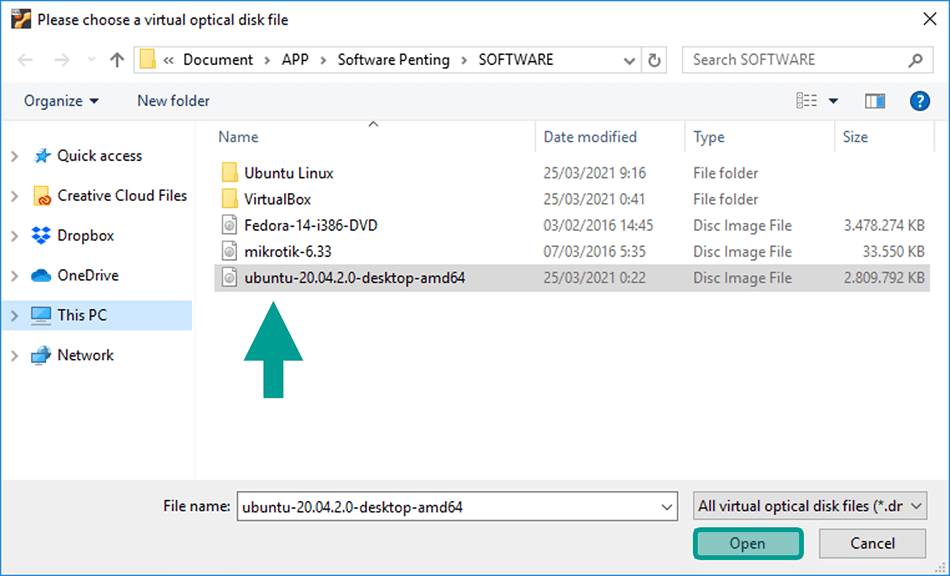 Please choose a virtual optical disk file
« Document › APP › Software Penting › SOFTWARE
Search SOFTWARE
Organize
New folder
?
Name Date modified Type Size
Quick access
Creative Cloud Files
Dropbox
OneDrive
This PC
Network
Ubuntu Linux 25/03/2021 9:16 File folder
VirtualBox 25/03/2021 0:41 File folder
Fedora-14-i386-DVD 03/02/2016 14:45 Disc Image File 3.478.274 KB
mikrotik-6.33 07/03/2016 5:35 Disc Image File 33.550 KB
ubuntu-20.04.2.0-desktop-amd64 25/03/2021 0:22 Disc Image File 2.809.792 KB
File name: ubuntu-20.04.2.0-desktop-amd64 All virtual optical disk files (*.dr
Open Cancel